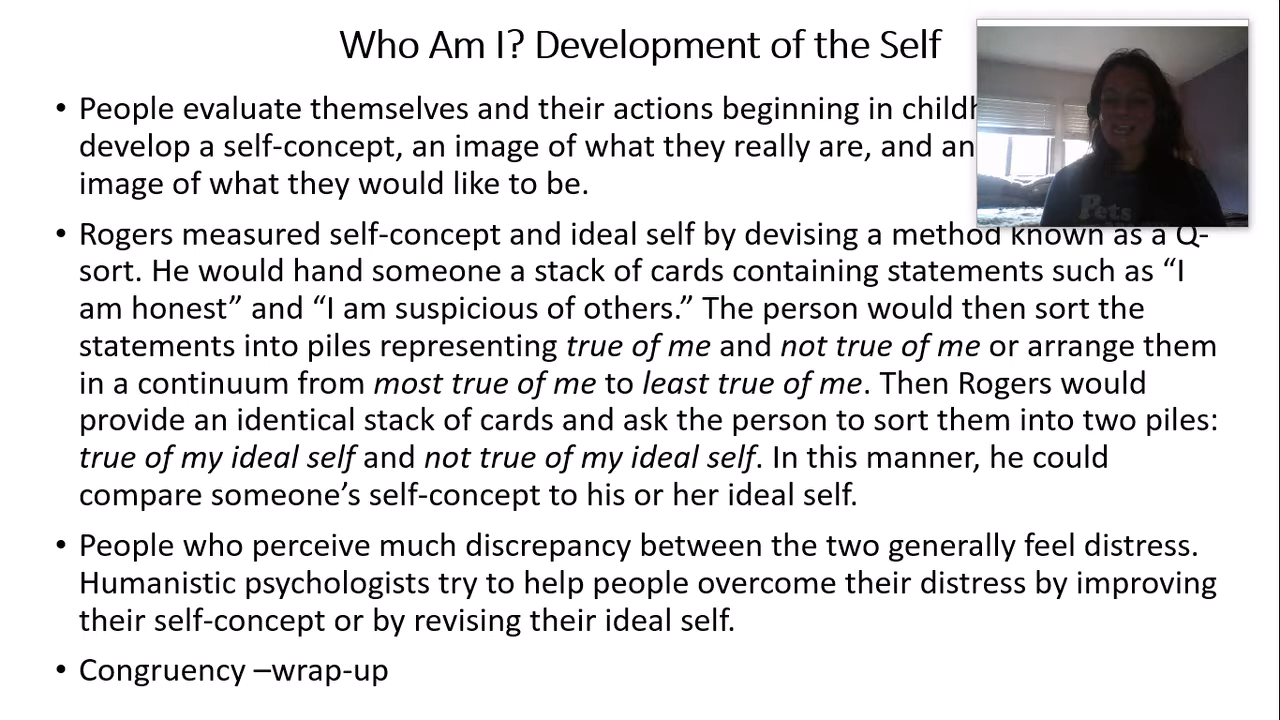 Who Am I? Development of the Self
• People evaluate themselves and their actions beginning in
develop a self-concept, an image of what they really are, and an
image of what they would like to be.
• Rogers measured self-concept and ideal self by devising a method known as a Q-
sort. He would hand someone a stack of cards containing statements such as “I
am honest” and “I am suspicious of others.” The person would then sort the
statements into piles representing true of me and not true of me or arrange them
in a continuum from most true of me to least true of me. Then Rogers would
provide an identical stack of cards and ask the person to sort them into two piles:
true of my ideal self and not true of my ideal self. In this manner, he could
compare someone’s self-concept to his or her ideal self.
• People who perceive much discrepancy between the two generally feel distress.
Humanistic psychologists try to help people overcome their distress by improving
their self-concept or by revising their ideal self.
• Congruency –wrap-up
Pets